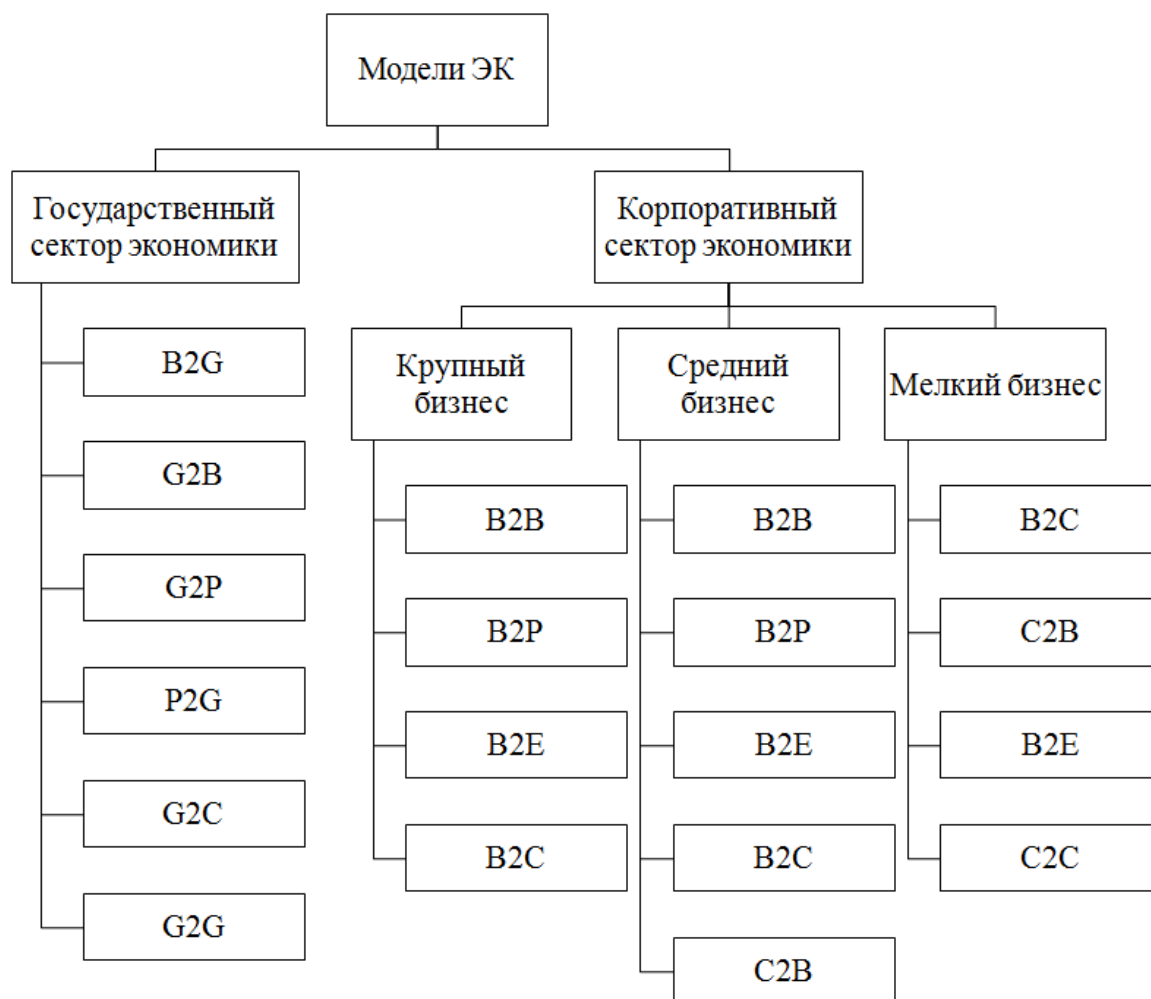 Модели ЭК
Государственный
сектор экономики
Корпоративный
сектор экономики
B2G
G2B
G2P
P2G
G2C
G2G
Крупный
бизнес
B2B
B2P
B2E
B2C
Средний
бизнес
B2B
B2P
B2E
B2C
C2B
Мелкий бизнес
B2C
C2B
B2E
C2C